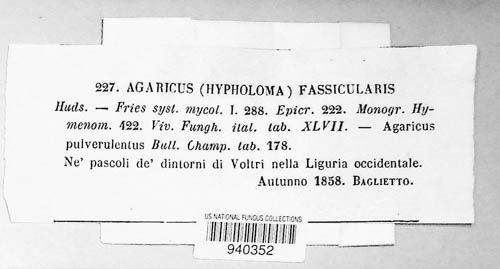 227. AGARICUS (HYPHOLOMA) FASSICULARIS
Huds. — Fries syst. mycol. I. 288. Epicr. 222. Monogr. Hy-
menom. 422. Viv. Fungh. ital. tab. XLVII. — Agaricus
pulverulentus Bull. Champ. tab. 178.
Ne' pascoli de' dintorni di Voltri nella Liguria occidentale.
Autunno 1858. BAGLIETTO.
US NATIONAL FUNGUS COLLECTIONS
940352